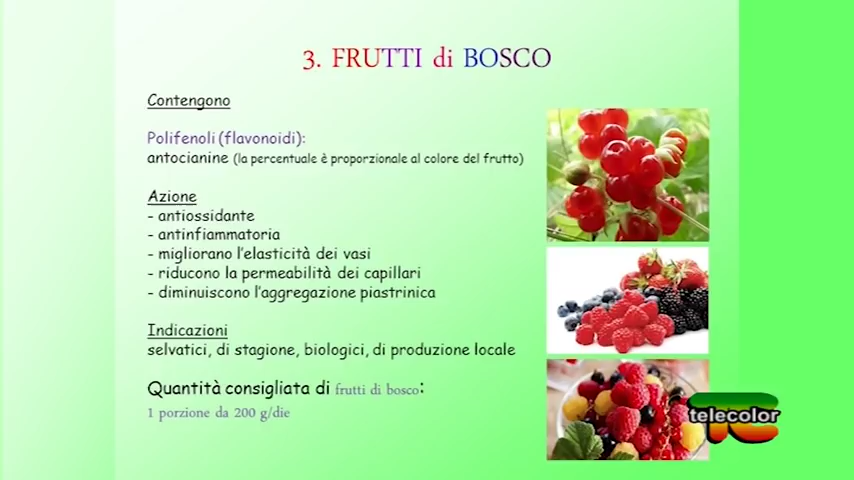 3. FRUTTI di BOSCO
Contengono
Polifenoli (flavonoidi):
antocianine (la percentuale è proporzionale al colore del frutto)
Azione
- antiossidante
- antinfiammatoria
- migliorano l'elasticità dei vasi
- riducono la permeabilità dei capillari
- diminuiscono l'aggregazione piastrinica
Indicazioni
selvatici, di stagione, biologici, di produzione locale
Quantità consigliata di frutti di bosco:
1 porzione da 200 g/die
telecolor